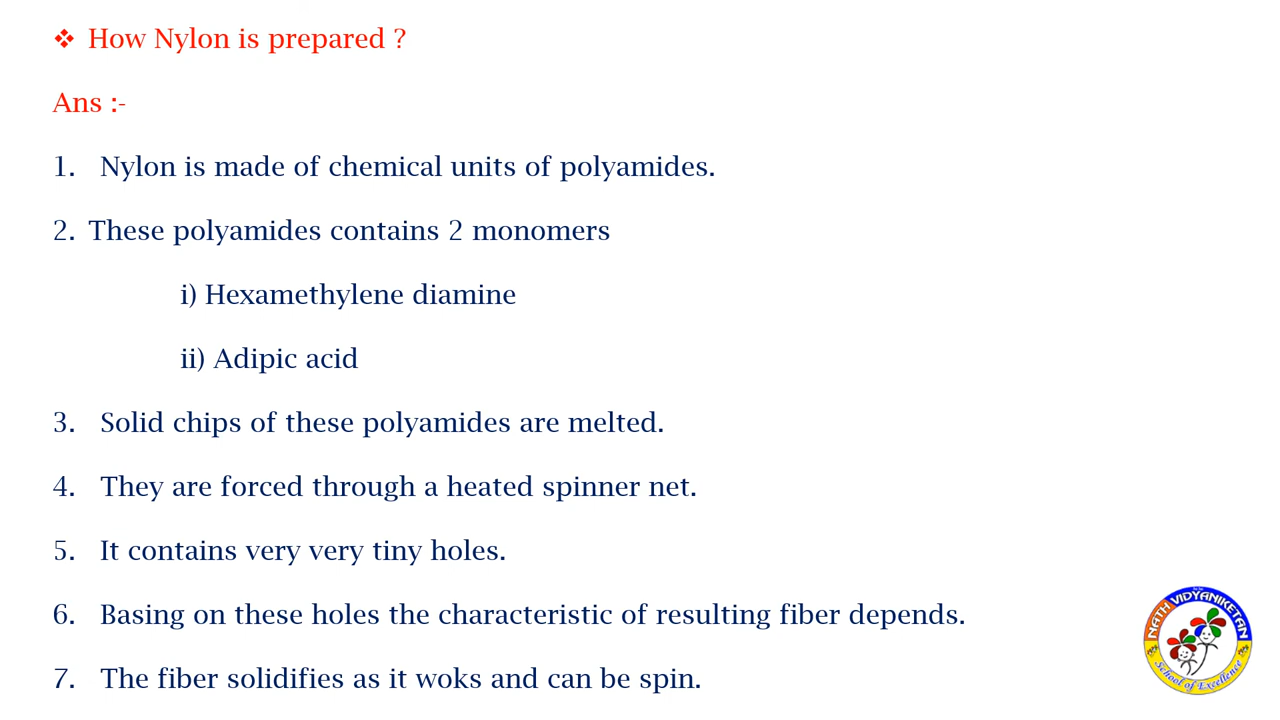 ❖ How Nylon is prepared ?
Ans :-
1. Nylon is made of chemical units of polyamides.
2. These polyamides contains 2 monomers
i) Hexamethylene diamine
ii) Adipic acid
3. Solid chips of these polyamides are melted.
4. They are forced through a heated spinner net.
5. It contains very very tiny holes.
6. Basing on these holes the characteristic of resulting fiber depends.
7. The fiber solidifies as it woks and can be spin.
NATH VIDYANIKETAN
School of Excellence